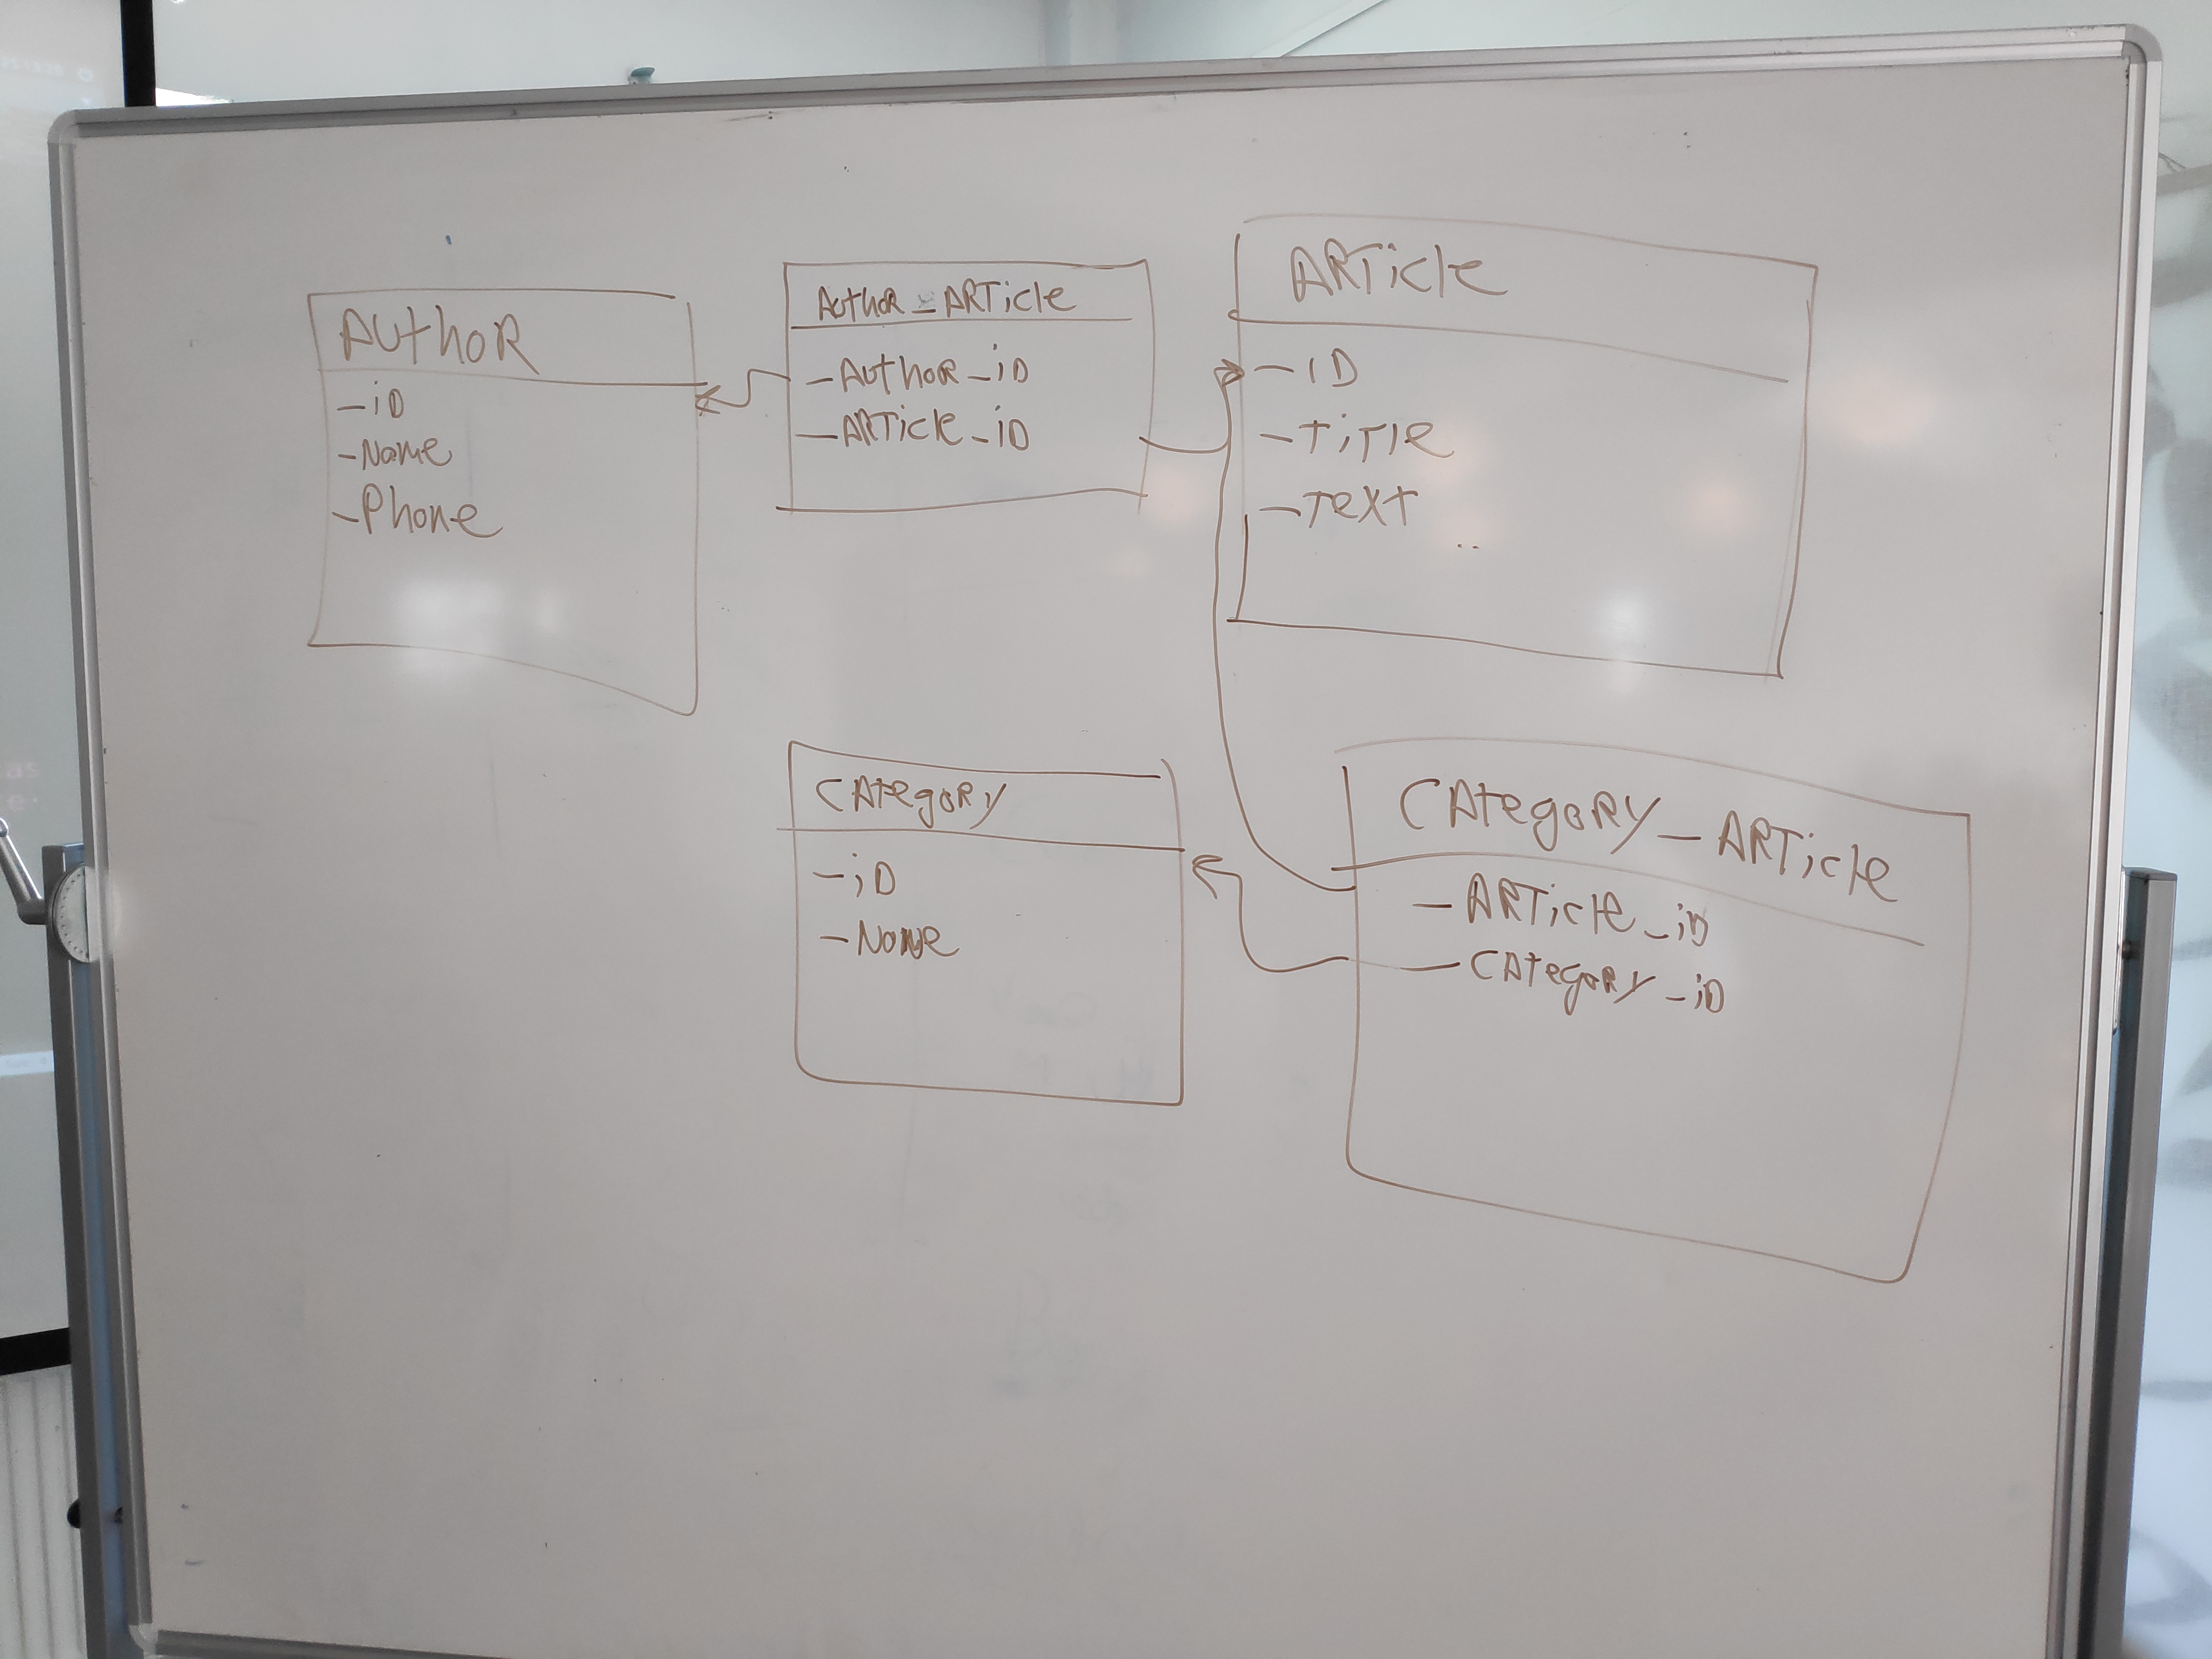 AUthoR
-iD
-Name
-Phone
AuthoR_ARTicle
-AuthoR_iD
-ARTicle_iD
ARTicle
-ID
-TiTle
-Text
..
CAtegoRy
-iD
-Name
CAtegoRy_ARTicle
-ARTicle_iD
-CAtegoRy_iD